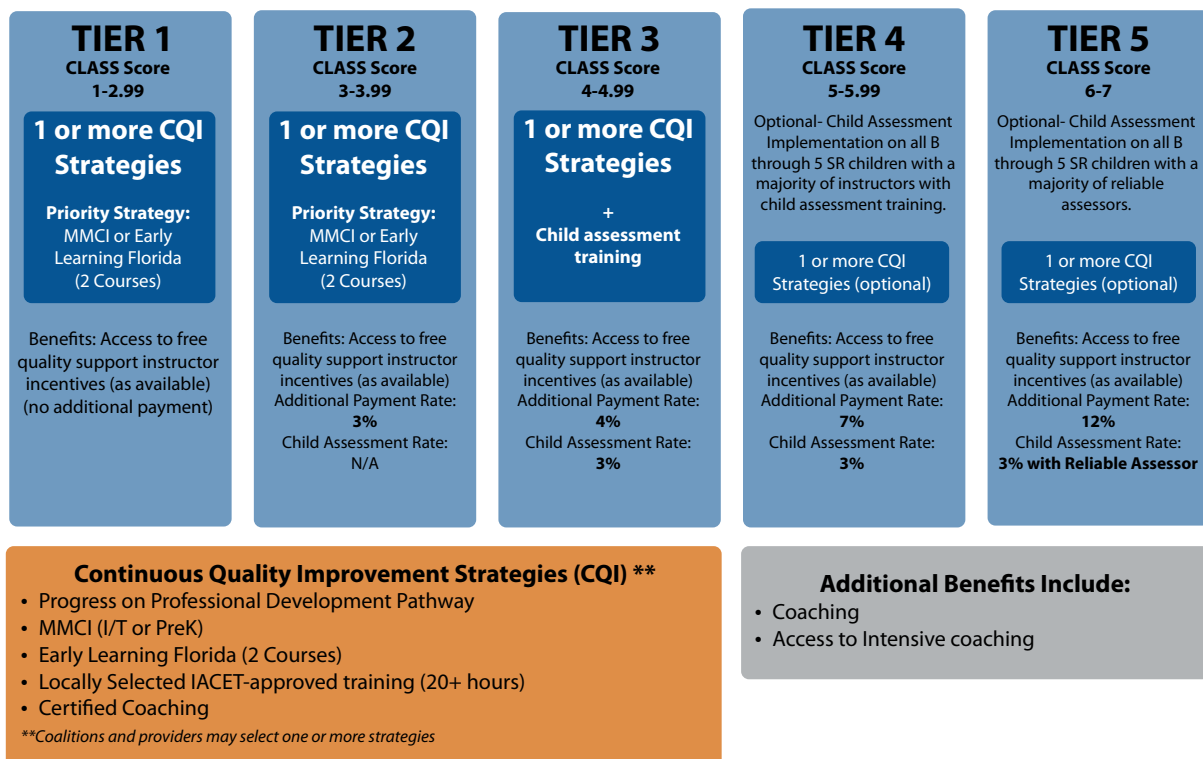 TIER 1
CLASS Score
1-2.99
1 or more CQI
Strategies
Priority Strategy:
MMCI or Early
Learning Florida
(2 Courses)
Benefits: Access to free
quality support instructor
incentives (as available)
(no additional payment)
TIER 2
CLASS Score
3-3.99
1 or more CQI
Strategies
Priority Strategy:
MMCI or Early
Learning Florida
(2 Courses)
Benefits: Access to free
quality support instructor
incentives (as available)
Additional Payment Rate:
3%
Child Assessment Rate:
N/A
TIER 3
CLASS Score
4-4.99
1 or more CQI
Strategies
+
Child assessment
training
Benefits: Access to free
quality support instructor
incentives (as available)
Additional Payment Rate:
4%
Child Assessment Rate:
3%
TIER 4
CLASS Score
5-5.99
Optional- Child Assessment
Implementation on all B
through 5 SR children with a
majority of instructors with
child assessment training.
1 or more CQI
Strategies (optional)
Benefits: Access to free
quality support instructor
incentives (as available)
Additional Payment Rate:
7%
Child Assessment Rate:
3%
TIER 5
CLASS Score
6-7
Optional- Child Assessment
Implementation on all B
through 5 SR children with a
majority of reliable
assessors.
1 or more CQI
Strategies (optional)
Benefits: Access to free
quality support instructor
incentives (as available)
Additional Payment Rate:
12%
Child Assessment Rate:
3% with Reliable Assessor
Continuous Quality Improvement Strategies (CQI) **
• Progress on Professional Development Pathway
• MMCI (I/T or PreK)
• Early Learning Florida (2 Courses)
• Locally Selected IACET-approved training (20+ hours)
• Certified Coaching
**Coalitions and providers may select one or more strategies
Additional Benefits Include:
• Coaching
• Access to Intensive coaching